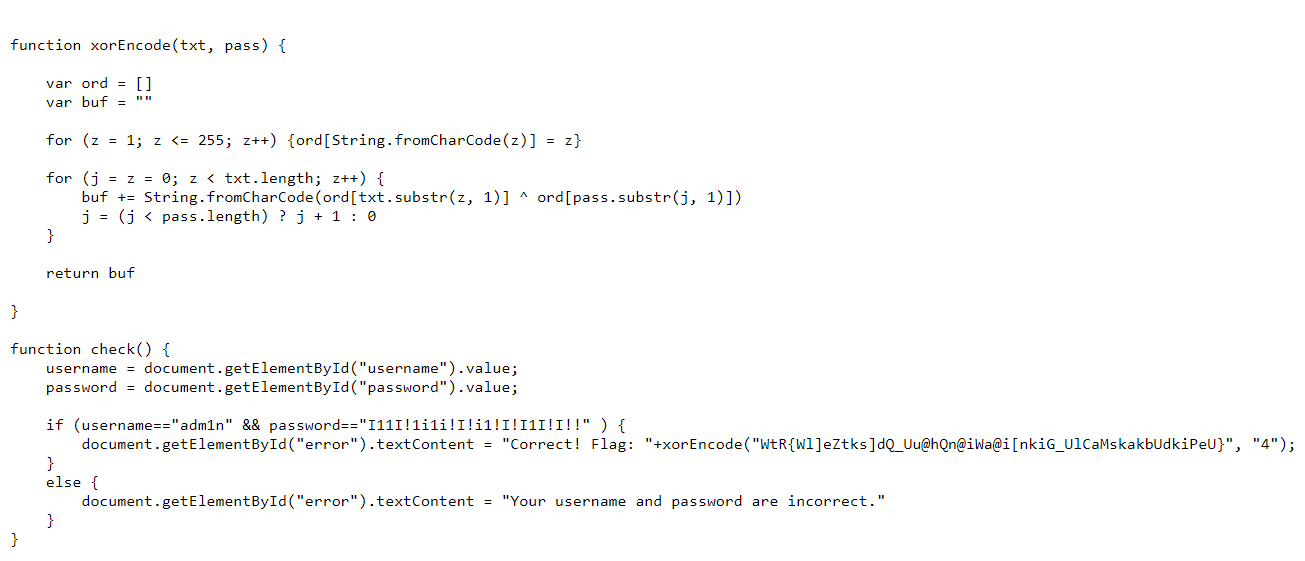 function xorEncode(txt, pass) {
    var ord = []
    var buf = ""
    for (z = 1; z <= 255; z++) {ord[String.fromCharCode(z)] = z}
    for (j = z = 0; z < txt.length; z++) {
        buf += String.fromCharCode(ord[txt.substr(z, 1)] ^ ord[pass.substr(j, 1)])
        j = (j < pass.length) ? j + 1 : 0
    }
    return buf
}
function check() {
    username = document.getElementById("username").value;
    password = document.getElementById("password").value;
    if (username=="adm1n" && password=="I11I!1i1i!I!i1!I!I1I!I!!" ) {
        document.getElementById("error").textContent = "Correct! Flag: "+xorEncode("WtR{Wl]eZtks]dQ_Uu@hQn@iWa@i[nkiG_UlCaMskakbUdkiPeU}", "4");
    }
    else {
        document.getElementById("error").textContent = "Your username and password are incorrect."
    }
}